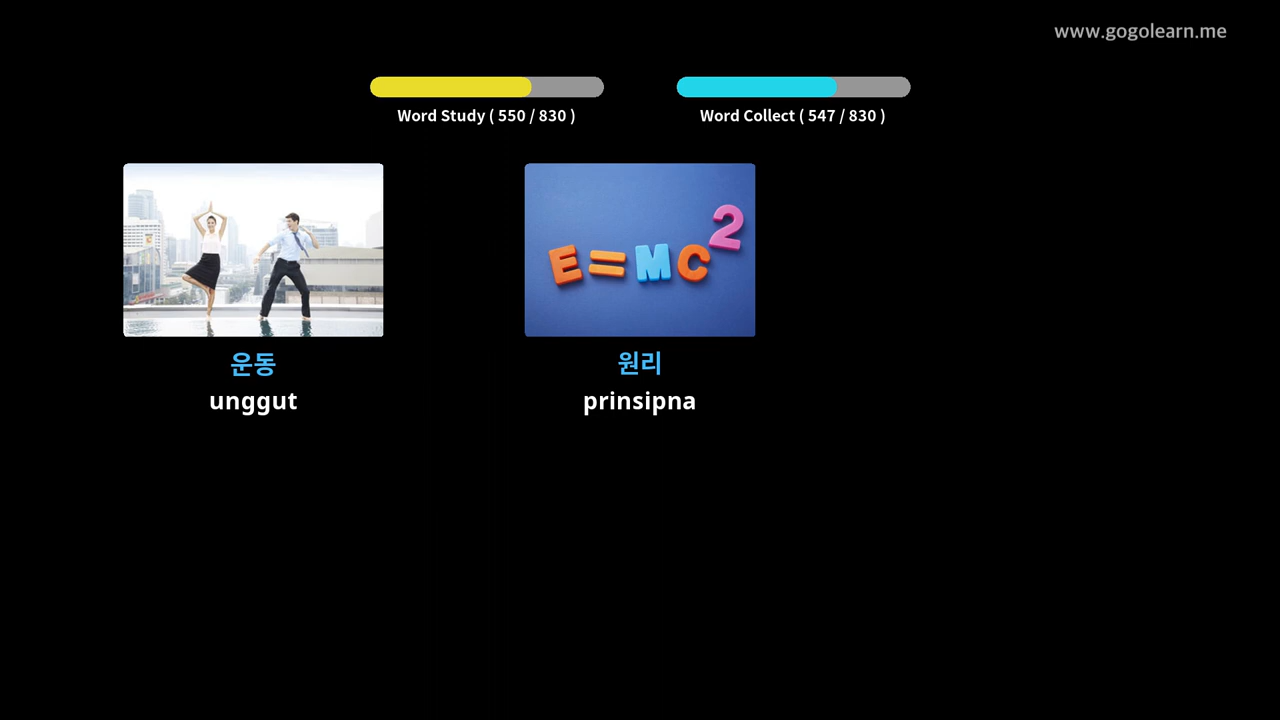 www.gogolearn.me
Word Study ( 550 / 830 )
Word Collect ( 547 / 830 )
E=MC2
운동
unggut
원리
prinsipna